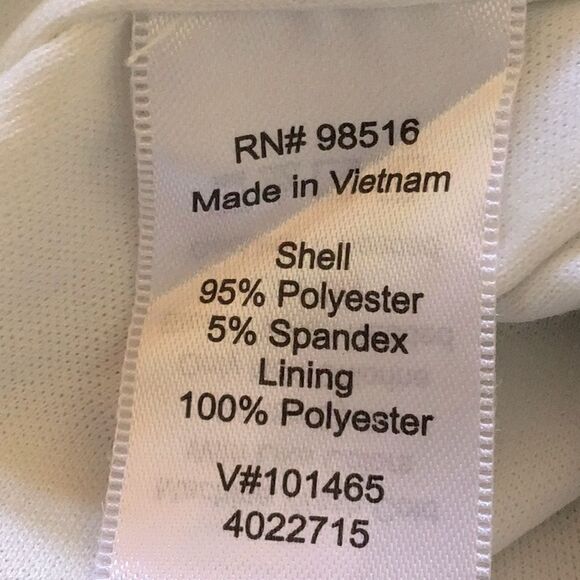 RN# 98516
Made in Vietnam
Shell
95% Polyester
5% Spandex
Lining
100% Polyester
V#101465
4022715